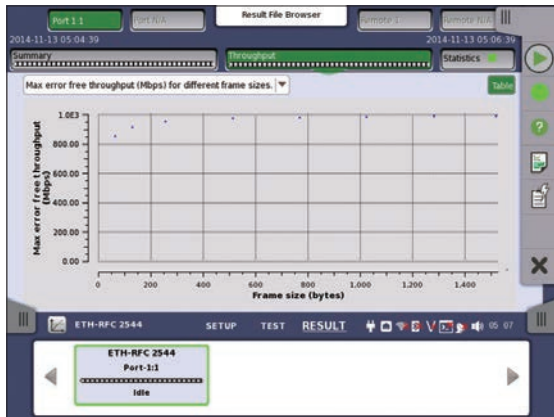 Port 1:1
Port N/A
Result File Browser
Remote 1
Remote N/A
2014-11-13 05:04:39
2014-11-13 05:06:39
Summary
Throughput
Statistics
Max error free throughput (Mbps) for different frame sizes.
Table
Max error free throughput
(Mbps)
1.0E3
800.00
600.00
400.00
200.00
0.00
0 200 400 600 800 1.000 1.200 1.400
Frame size (bytes)
ETH-RFC 2544
SETUP TEST RESULT
05 07
ETH-RFC 2544
Port-1:1
Idle